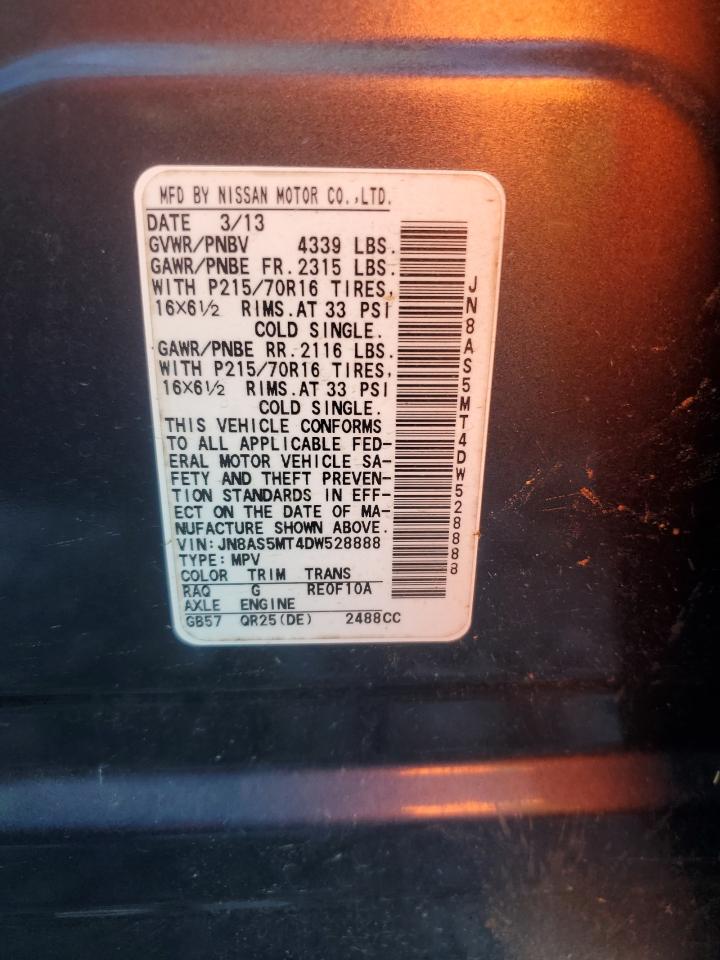 MFD BY NISSAN MOTOR CO.,LTD.
DATE 3/13
GVWR/PNBV 4339 LBS.
GAWR/PNBE FR.2315 LBS.
WITH P215/70R16 TIRES,
16X6½ RIMS.AT 33 PSI
COLD SINGLE.
GAWR/PNBE RR.2116 LBS.
WITH P215/70R16 TIRES,
16X6½ RIMS.AT 33 PSI
COLD SINGLE.
THIS VEHICLE CONFORMS
TO ALL APPLICABLE FED-
ERAL MOTOR VEHICLE SA-
FETY AND THEFT PREVEN-
TION STANDARDS IN EFF-
ECT ON THE DATE OF MA-
NUFACTURE SHOWN ABOVE.
VIN:JN8AS5MT4DW528888
TYPE:MPV
COLOR TRIM TRANS
RAQ G RE0F10A
AXLE ENGINE
GB57 QR25(DE) 2488CC
JN8AS5MT4DW528888